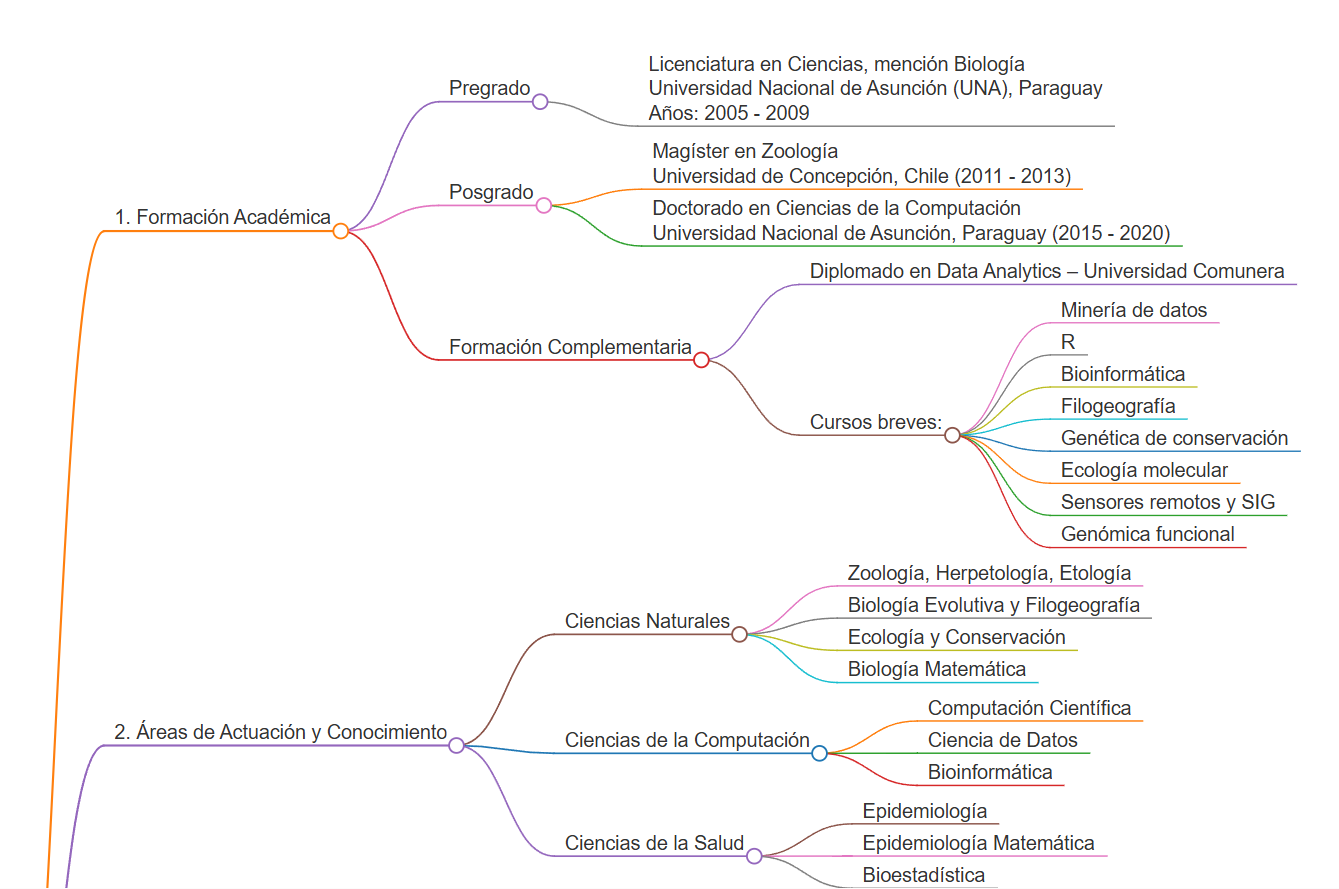 1. Formación Académica
Pregrado
Licenciatura en Ciencias, mención Biología
Universidad Nacional de Asunción (UNA), Paraguay
Años: 2005 - 2009
Posgrado
Magíster en Zoología
Universidad de Concepción, Chile (2011 - 2013)
Doctorado en Ciencias de la Computación
Universidad Nacional de Asunción, Paraguay (2015 - 2020)
Formación Complementaria
Diplomado en Data Analytics – Universidad Comunera
Cursos breves:
Minería de datos
R
Bioinformática
Filogeografía
Genética de conservación
Ecología molecular
Sensores remotos y SIG
Genómica funcional
2. Áreas de Actuación y Conocimiento
Ciencias Naturales
Zoología, Herpetología, Etología
Biología Evolutiva y Filogeografía
Ecología y Conservación
Biología Matemática
Ciencias de la Computación
Computación Científica
Ciencia de Datos
Bioinformática
Ciencias de la Salud
Epidemiología
Epidemiología Matemática
Bioestadística